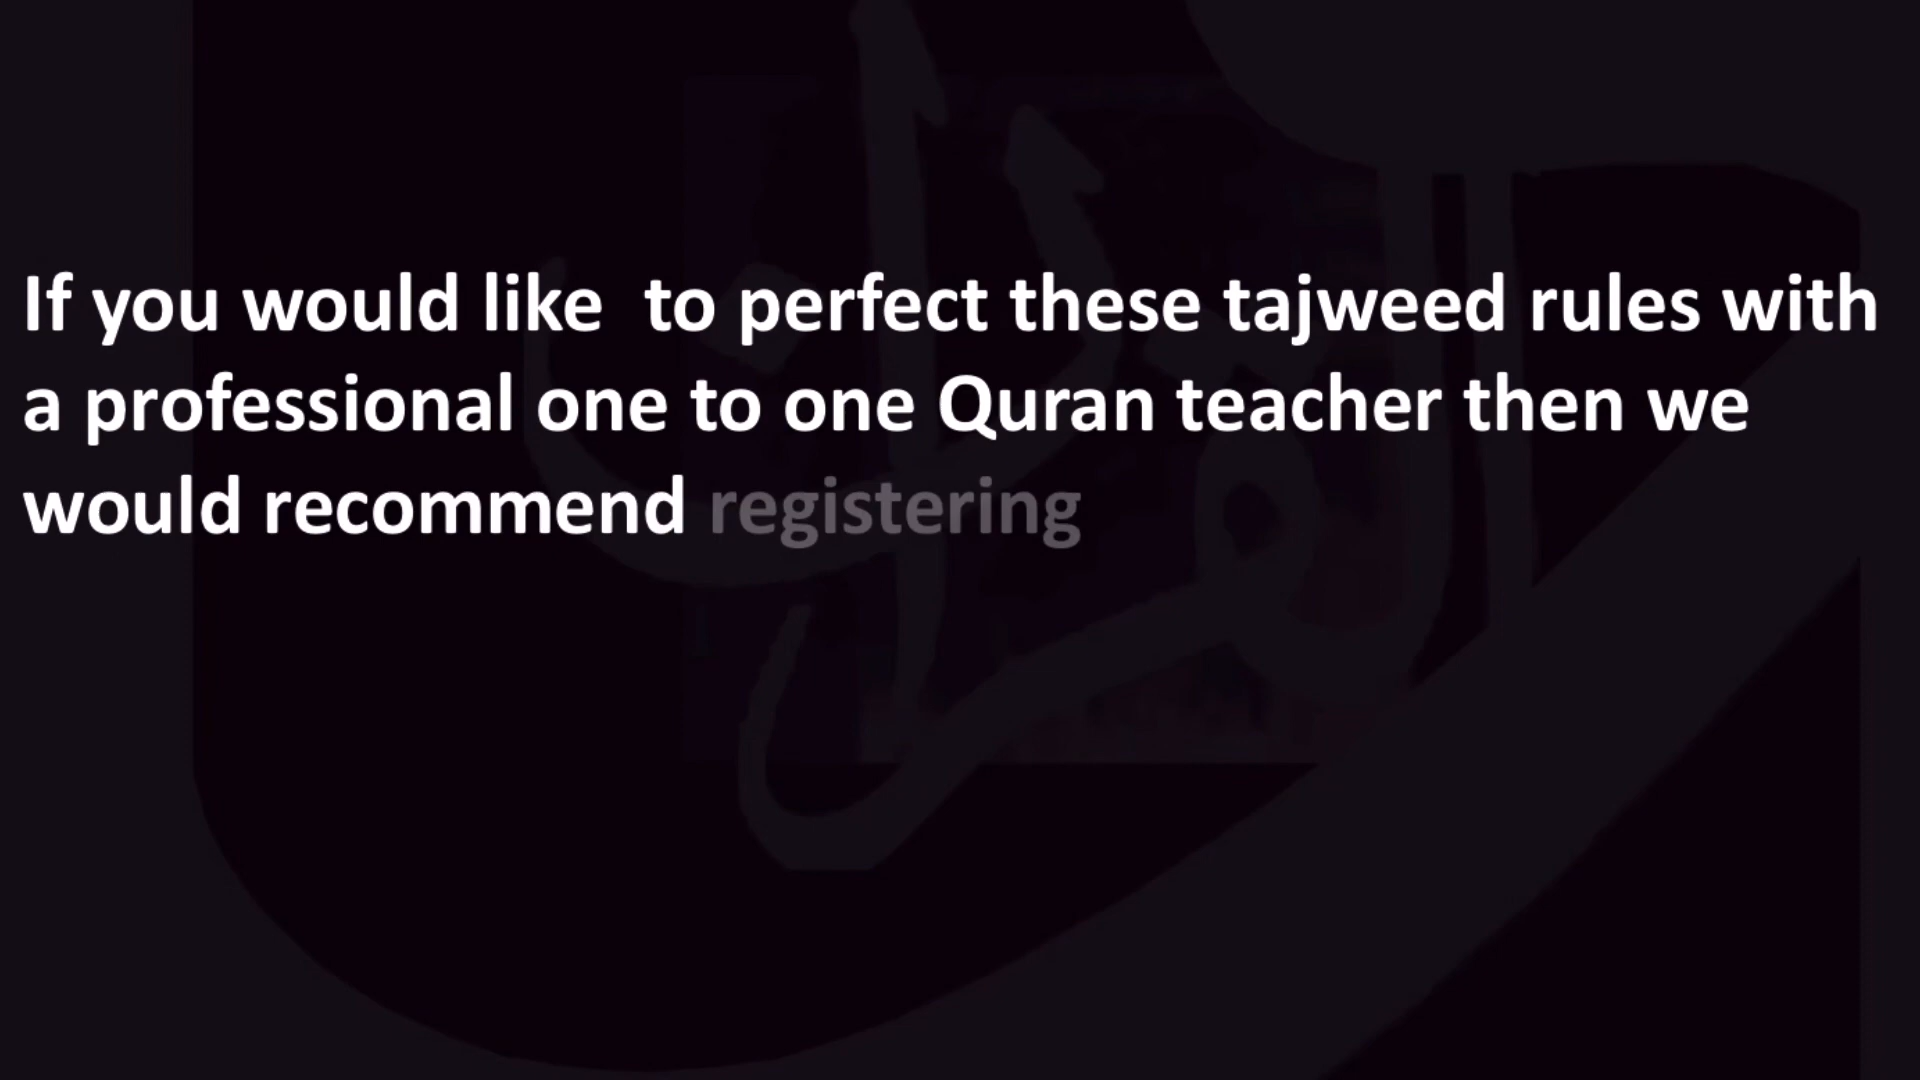 If you would like  to perfect these tajweed rules with
a professional one to one Quran teacher then we
would recommend registering